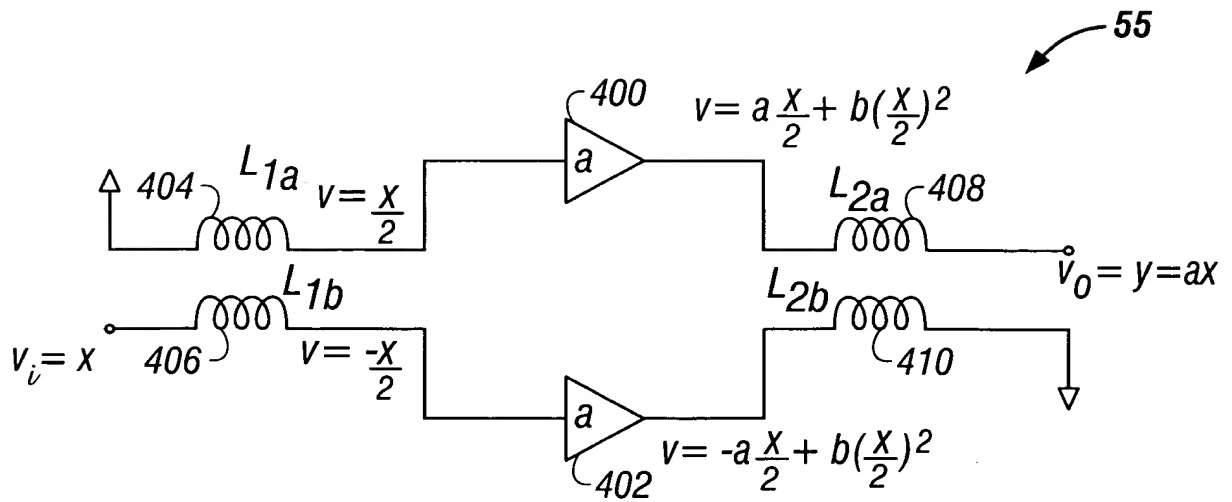 55
400
v = a x/2 + b(x/2)²
a
404
L1a
v = x/2
L2a
408
vo = y = ax
L1b
L2b
vi = x
406
v = -x/2
410
a
402
v = -a x/2 + b(x/2)²